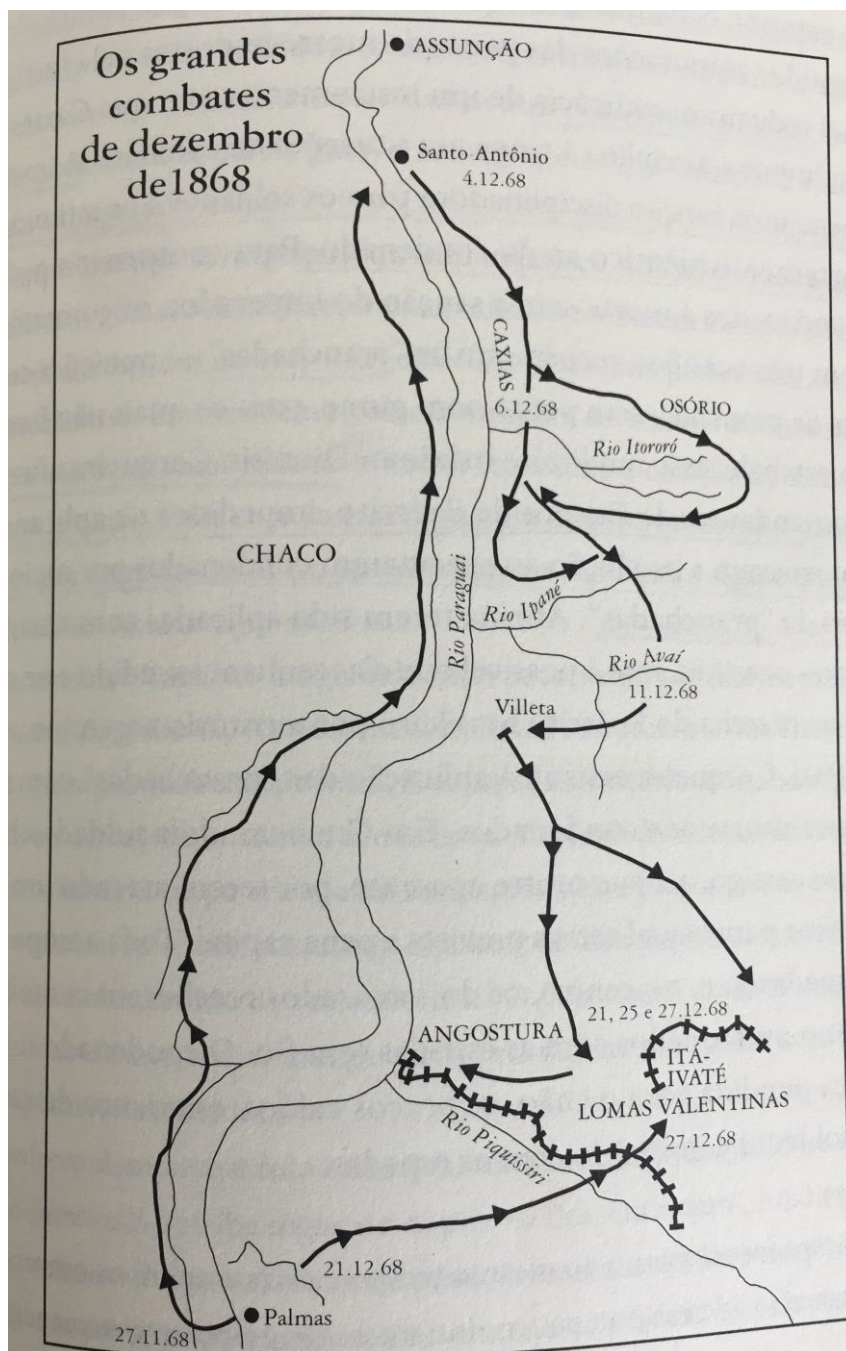 Os grandes
combates
de dezembro
de 1868
ASSUNÇÃO
Santo Antônio
4.12.68
CAXIAS
6.12.68
OSÓRIO
Rio Itororó
CHACO
Rio Paraguai
Rio Ipané
Rio Avaí
11.12.68
Villeta
21, 25 e 27.12.68
ANGOSTURA
ITÁ-
IVATÉ
LOMAS VALENTINAS
27.12.68
Rio Piquissiri
21.12.68
Palmas
27.11.68